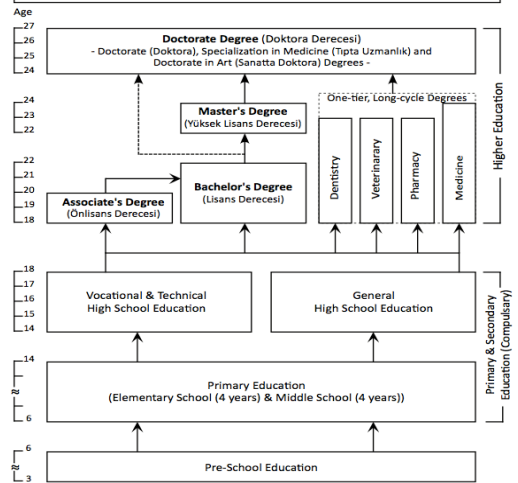 Age
27
26
25
24
Doctorate Degree (Doktora Derecesi)
- Doctorate (Doktora), Specialization in Medicine (Tıpta Uzmanlık) and
Doctorate in Art (Sanatta Doktora) Degrees -
24
23
22
Master's Degree
(Yüksek Lisans Derecesi)
One-tier, Long-cycle Degrees
22
21
20
19
18
Associate's Degree
(Önlisans Derecesi)
Bachelor's Degree
(Lisans Derecesi)
Dentistry
Veterinarary
Pharmacy
Medicine
Higher Education
18
17
16
15
14
Vocational & Technical
High School Education
General
High School Education
14
≈
6
Primary Education
(Elementary School (4 years) & Middle School (4 years))
Primary & Secondary
Education (Compulsary)
6
≈
3
Pre-School Education